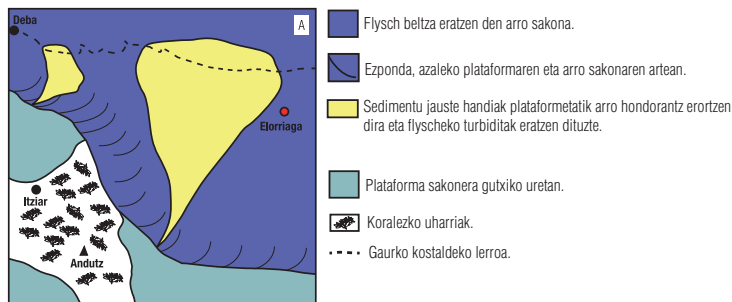 Deba
A
Elorriaga
Itziar
Andutz
Flysch beltza eratzen den arro sakona.
Ezponda, azaleko plataformaren eta arro sakonaren artean.
Sedimentu jauste handiak plataformetatik arro hondorantz erortzen
dira eta flyscheko turbiditak eratzen dituzte.
Plataforma sakonera gutxiko uretan.
Koralezko uharriak.
Gaurko kostaldeko lerroa.